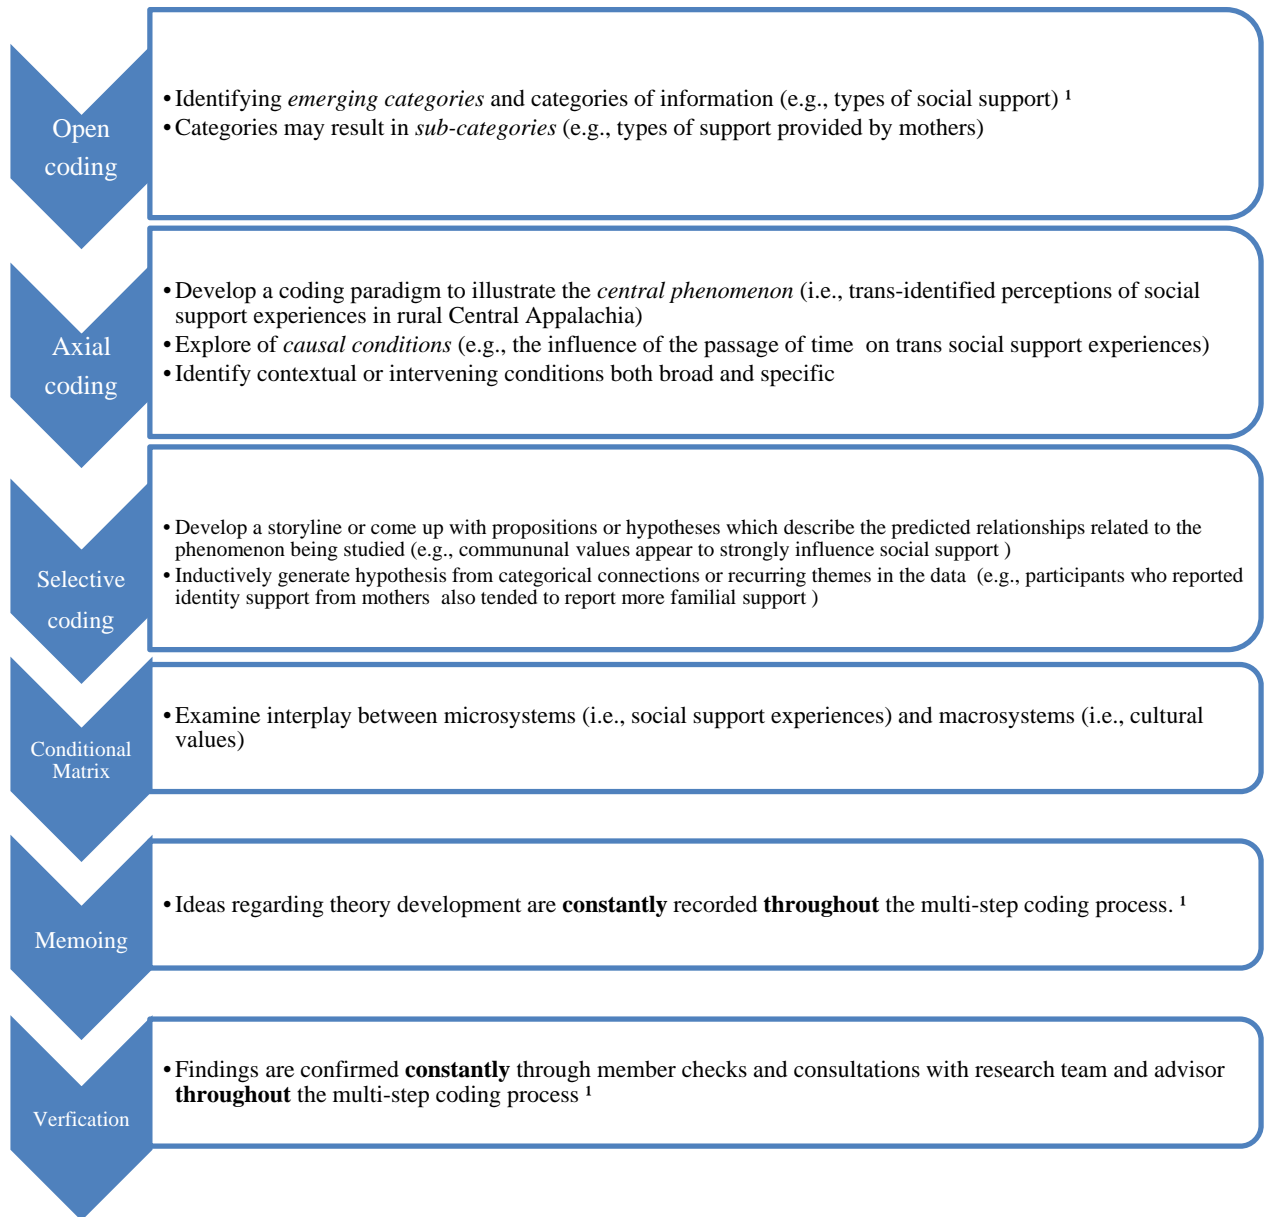 Open
coding
• Identifying emerging categories and categories of information (e.g., types of social support) ¹
• Categories may result in sub-categories (e.g., types of support provided by mothers)
Axial
coding
• Develop a coding paradigm to illustrate the central phenomenon (i.e., trans-identified perceptions of social
support experiences in rural Central Appalachia)
• Explore of causal conditions (e.g., the influence of the passage of time  on trans social support experiences)
• Identify contextual or intervening conditions both broad and specific
Selective
coding
• Develop a storyline or come up with propositions or hypotheses which describe the predicted relationships related to the
phenomenon being studied (e.g., commununal values appear to strongly influence social support )
• Inductively generate hypothesis from categorical connections or recurring themes in the data  (e.g., participants who reported
identity support from mothers  also tended to report more familial support )
Conditional
Matrix
• Examine interplay between microsystems (i.e., social support experiences) and macrosystems (i.e., cultural
values)
Memoing
• Ideas regarding theory development are constantly recorded throughout the multi-step coding process. ¹
Verfication
• Findings are confirmed constantly through member checks and consultations with research team and advisor
throughout the multi-step coding process ¹